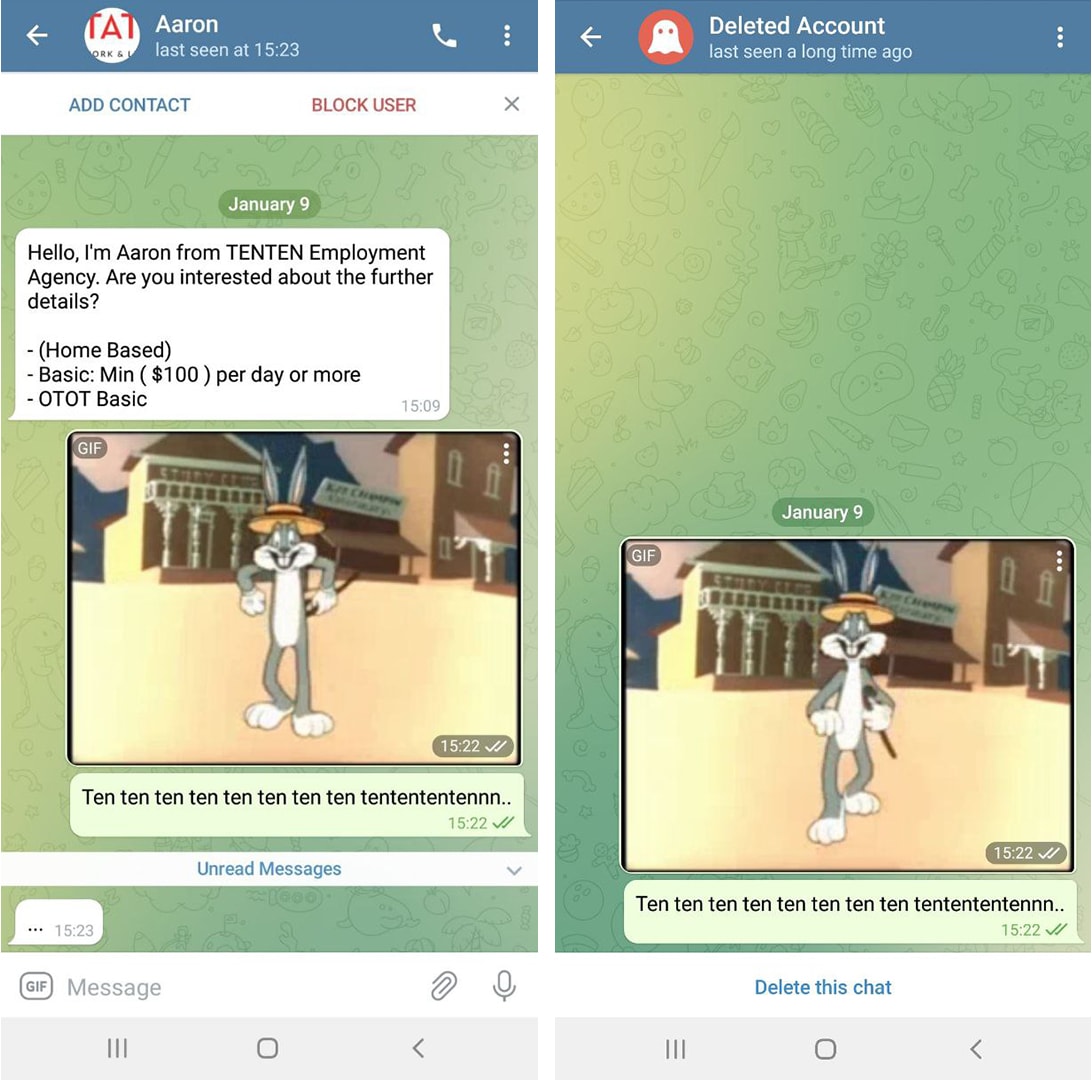 Aaron
last seen at 15:23
ADD CONTACT
BLOCK USER
January 9
Hello, I'm Aaron from TENTEN Employment
Agency. Are you interested about the further
details?
- (Home Based)
- Basic: Min ( $100 ) per day or more
- OTOT Basic
15:09
GIF
15:22
Ten ten ten ten ten ten ten ten tentententennn..
15:22
Unread Messages
... 15:23
GIF Message
Deleted Account
last seen a long time ago
January 9
GIF
15:22
Ten ten ten ten ten ten ten ten tentententennn..
15:22
Delete this chat